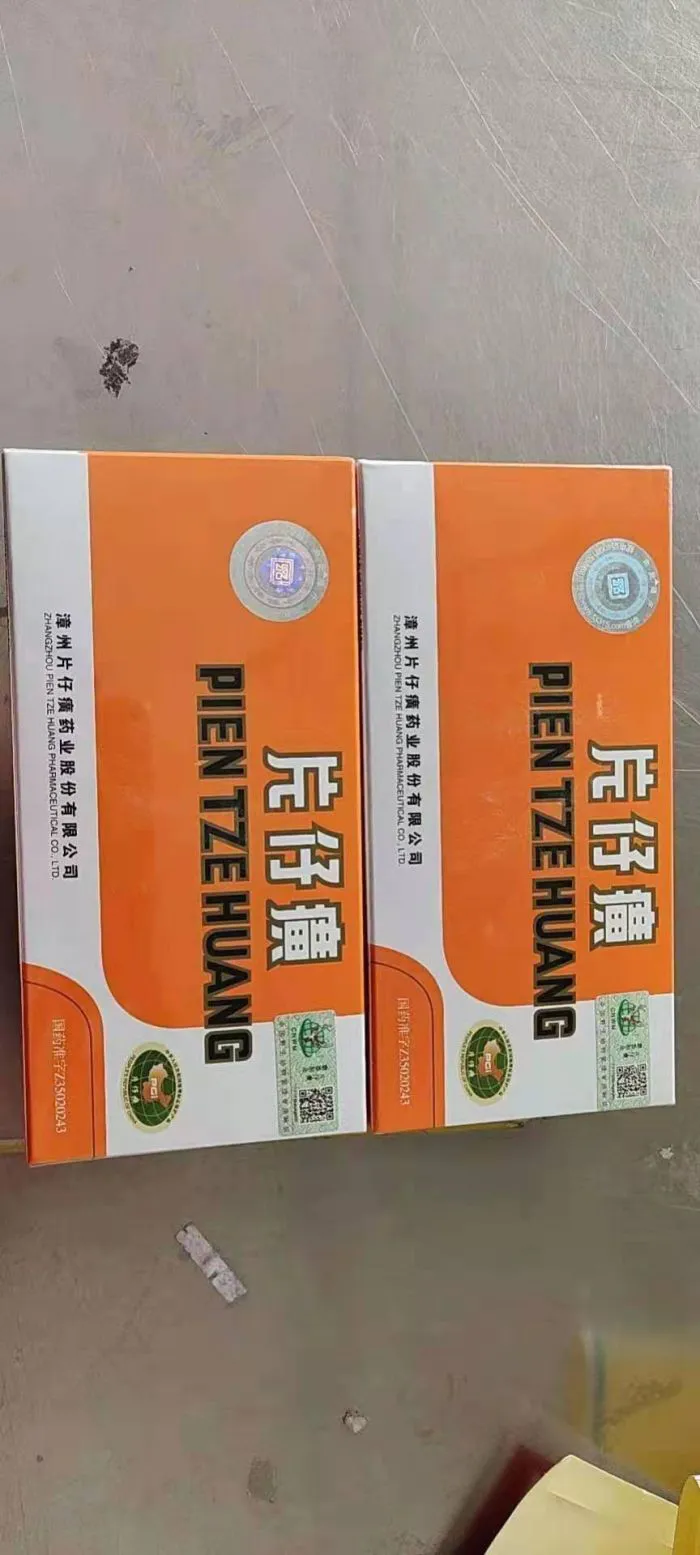 片仔癀
PIEN TZE HUANG
漳州片仔癀药业股份有限公司
ZHANGZHOU PIEN TZE HUANG PHARMACEUTICAL CO., LTD.
国药准字Z35020243
PGI
CNWM
片仔癀
PIEN TZE HUANG
漳州片仔癀药业股份有限公司
ZHANGZHOU PIEN TZE HUANG PHARMACEUTICAL CO., LTD.
国药准字Z35020243
PGI
CNWM